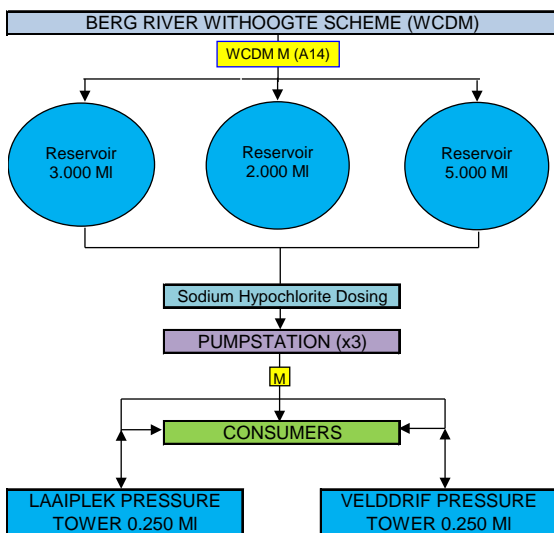 BERG RIVER WITHOOGTE SCHEME (WCDM)
WCDM M (A14)
Reservoir
3.000 Ml
Reservoir
2.000 Ml
Reservoir
5.000 Ml
Sodium Hypochlorite Dosing
PUMPSTATION (x3)
M
CONSUMERS
LAAIPLEK PRESSURE
TOWER 0.250 Ml
VELDDRIF PRESSURE
TOWER 0.250 Ml